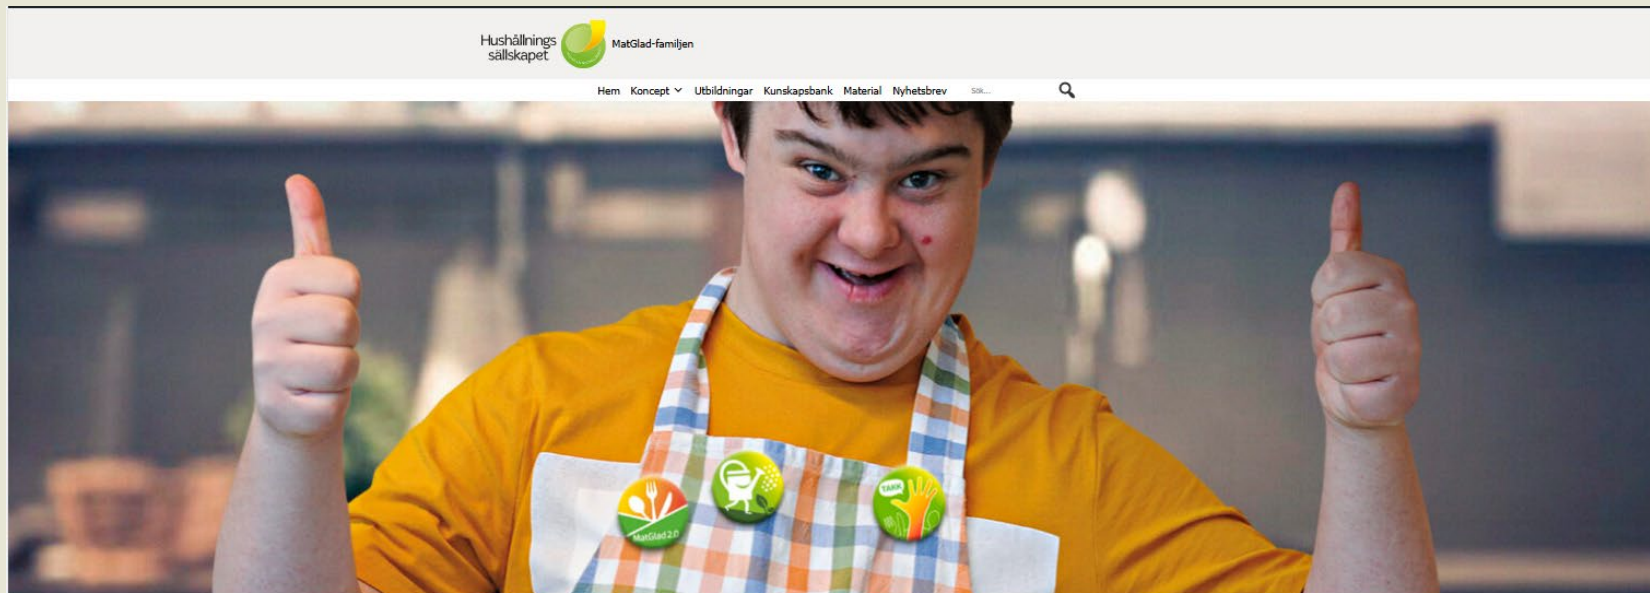 Hushållnings
sällskapet
MatGlad-familjen
Hem Koncept Utbildningar Kunskapsbank Material Nyhetsbrev Sök...
TAKK
MatGlad 2.0